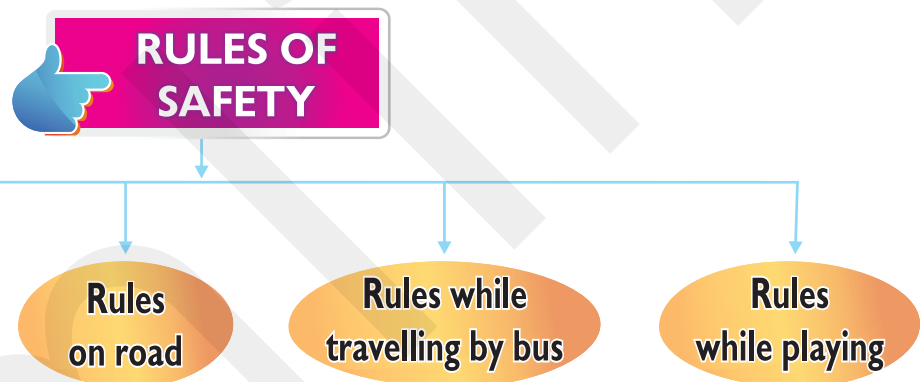 RULES OF
SAFETY
Rules
on road
Rules while
travelling by bus
Rules
while playing